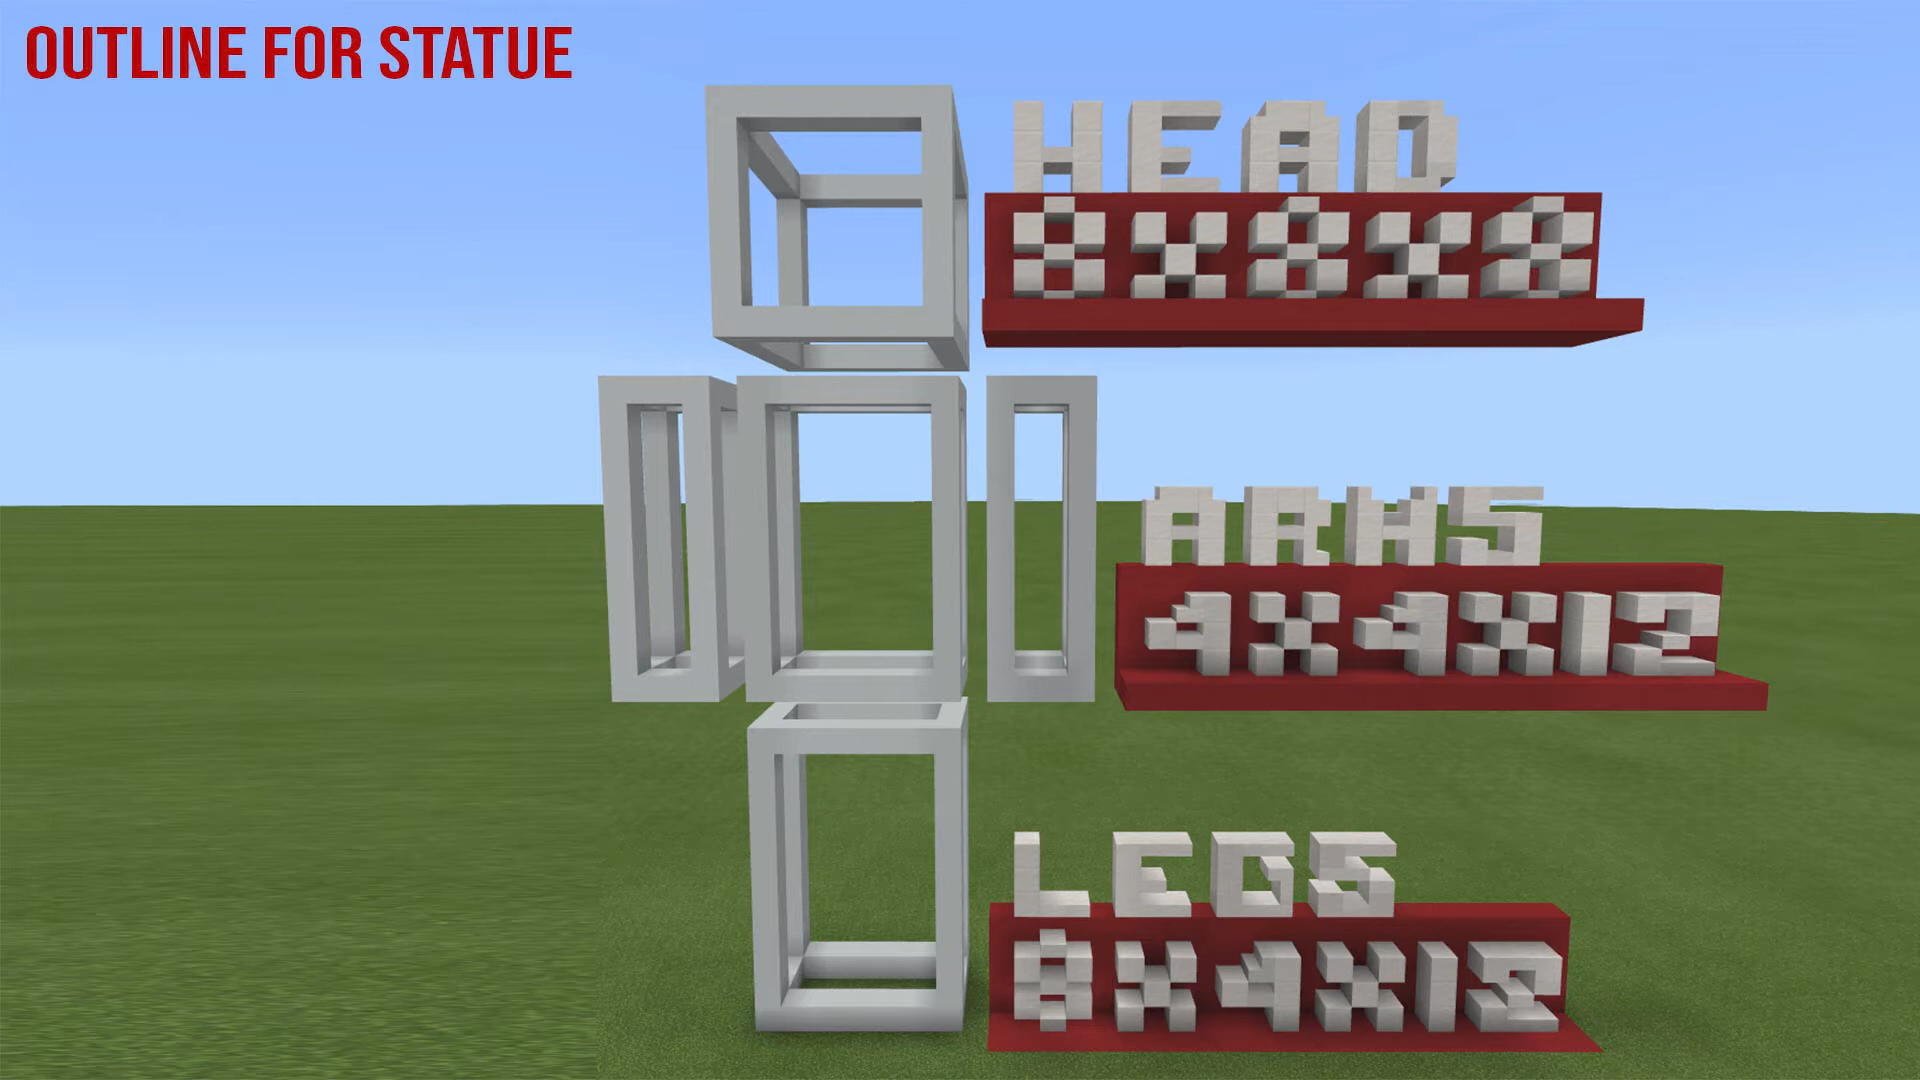 OUTLINE FOR STATUE
HEAD
8x8x8
ARMS
4X4X12
LEGS
8X4X12